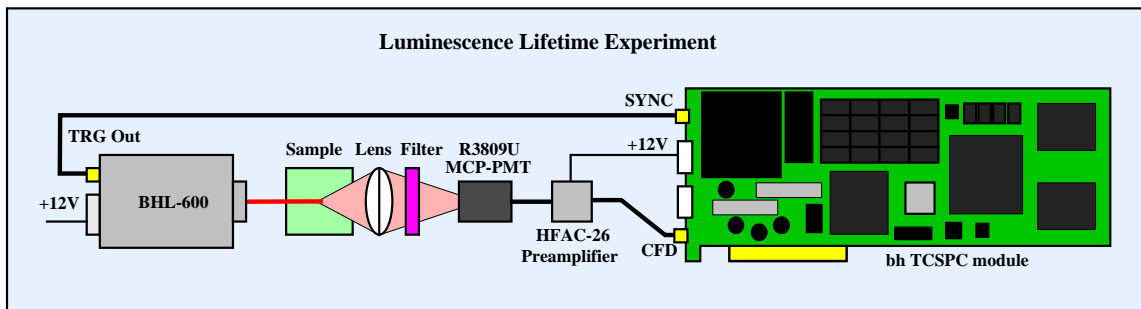 Luminescence Lifetime Experiment
SYNC
TRG Out
Sample Lens Filter
R3809U
MCP-PMT
+12V
BHL-600
+12V
HFAC-26
Preamplifier
CFD
bh TCSPC module